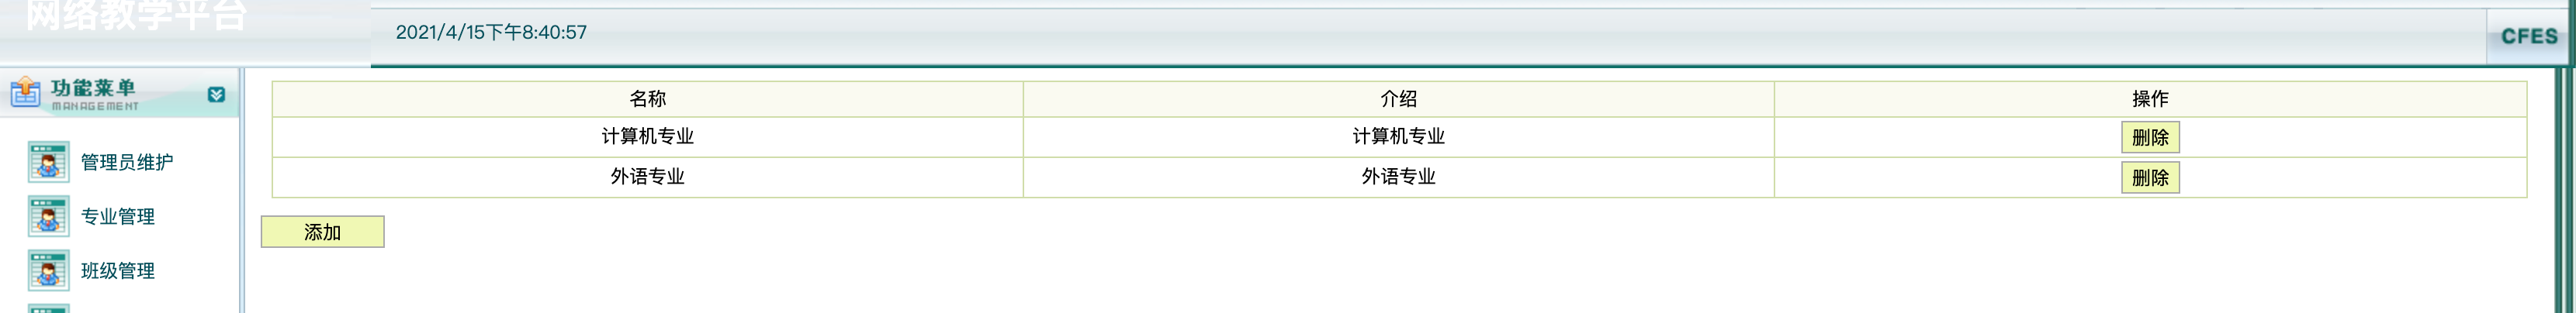 网络教学平台
2021/4/15下午8:40:57
CFES
功能菜单
MANAGEMENT
管理员维护
专业管理
班级管理
名称 介绍 操作
计算机专业 计算机专业 删除
外语专业 外语专业 删除
添加